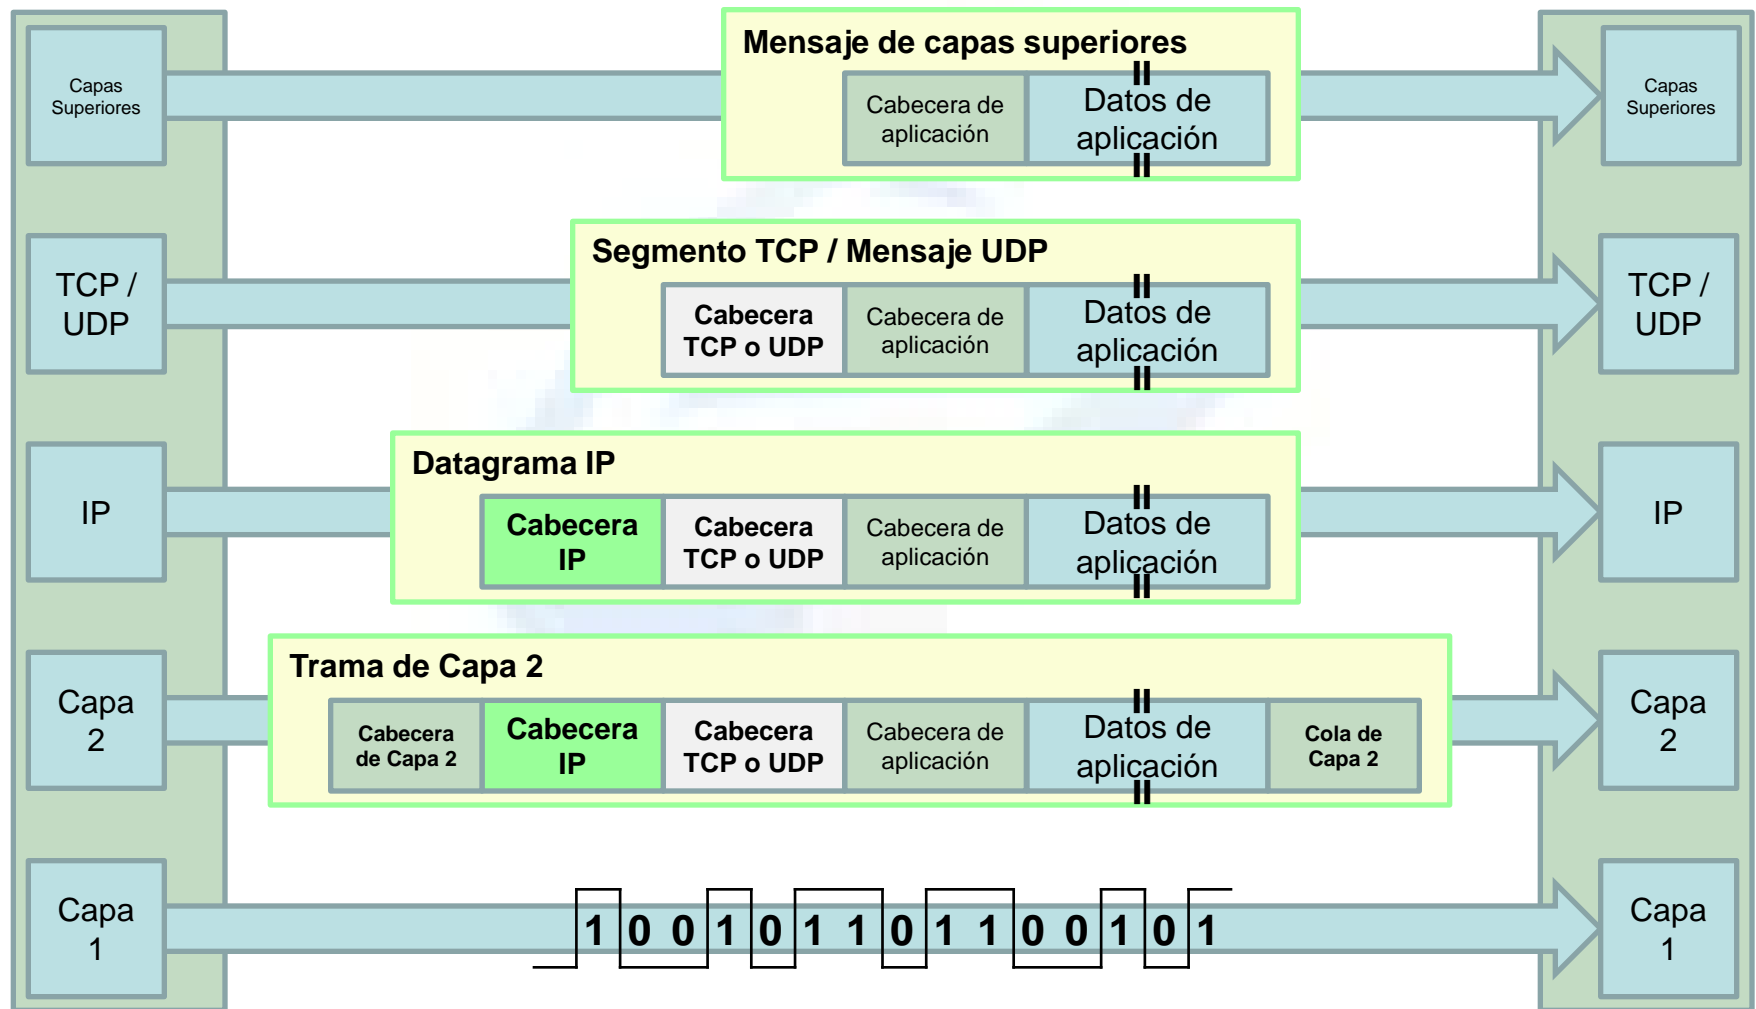 Mensaje de capas superiores
Capas
Superiores
Cabecera de
aplicación
Datos de
aplicación
Capas
Superiores
Segmento TCP / Mensaje UDP
TCP /
UDP
Cabecera
TCP o UDP
Cabecera de
aplicación
Datos de
aplicación
TCP /
UDP
Datagrama IP
IP
Cabecera
IP
Cabecera
TCP o UDP
Cabecera de
aplicación
Datos de
aplicación
IP
Trama de Capa 2
Capa
2
Cabecera
de Capa 2
Cabecera
IP
Cabecera
TCP o UDP
Cabecera de
aplicación
Datos de
aplicación
Cola de
Capa 2
Capa
2
Capa
1
1 0 0 1 0 1 1 0 1 1 0 0 1 0 1
Capa
1